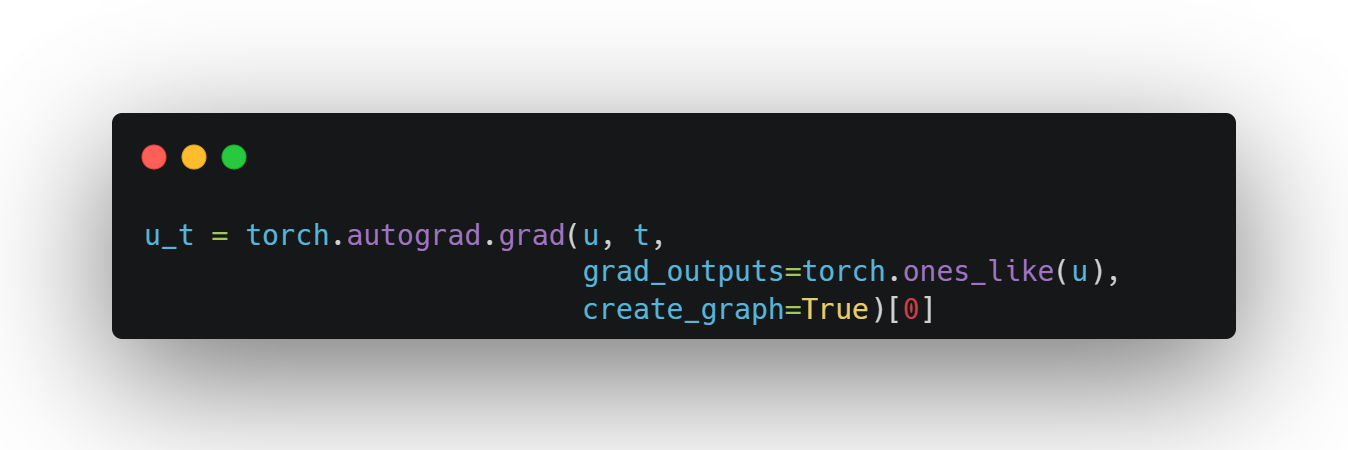 u_t = torch.autograd.grad(u, t,
                          grad_outputs=torch.ones_like(u),
                          create_graph=True)[0]